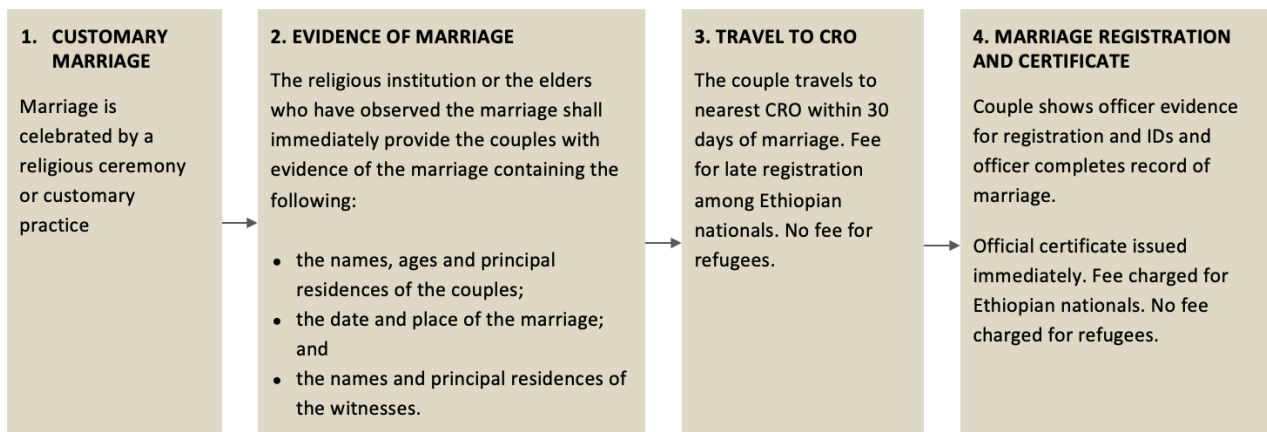 1. CUSTOMARY
MARRIAGE
Marriage is
celebrated by a
religious ceremony
or customary
practice
2. EVIDENCE OF MARRIAGE
The religious institution or the elders
who have observed the marriage shall
immediately provide the couples with
evidence of the marriage containing the
following:
• the names, ages and principal
residences of the couples;
• the date and place of the marriage;
and
• the names and principal residences of
the witnesses.
3. TRAVEL TO CRO
The couple travels to
nearest CRO within 30
days of marriage. Fee
for late registration
among Ethiopian
nationals. No fee for
refugees.
4. MARRIAGE REGISTRATION
AND CERTIFICATE
Couple shows officer evidence
for registration and IDs and
officer completes record of
marriage.
Official certificate issued
immediately. Fee charged for
Ethiopian nationals. No fee
charged for refugees.